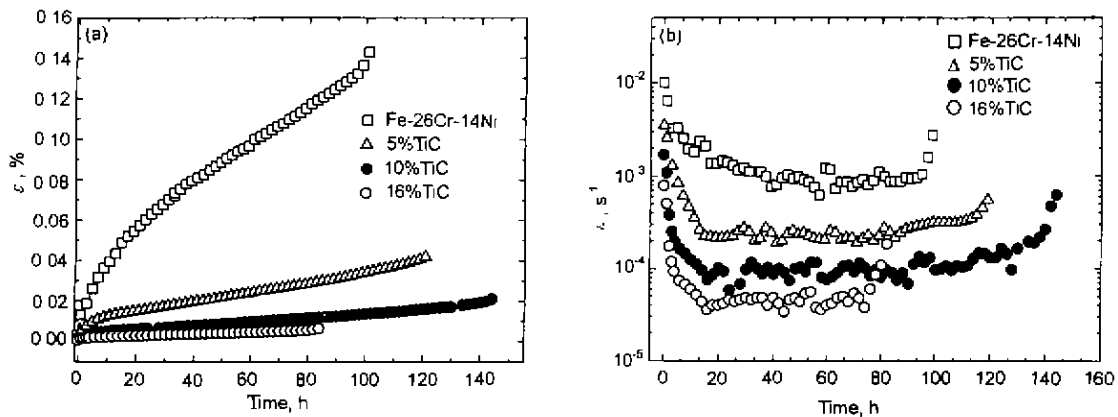 (a)
0 16
0 14
0 12
0 10
0.08
0.06
0 04
0 02
0 00
ε, %
Fe-26Cr-14Ni
5%TiC
10%TiC
16%TiC
0 20 40 60 80 100 120 140
Time, h
(b)
10-2
10-3
10-4
10-5
s-1
Fe-26Cr-14Ni
5%TiC
10%TiC
16%TiC
0 20 40 60 80 100 120 140 160
Time, h